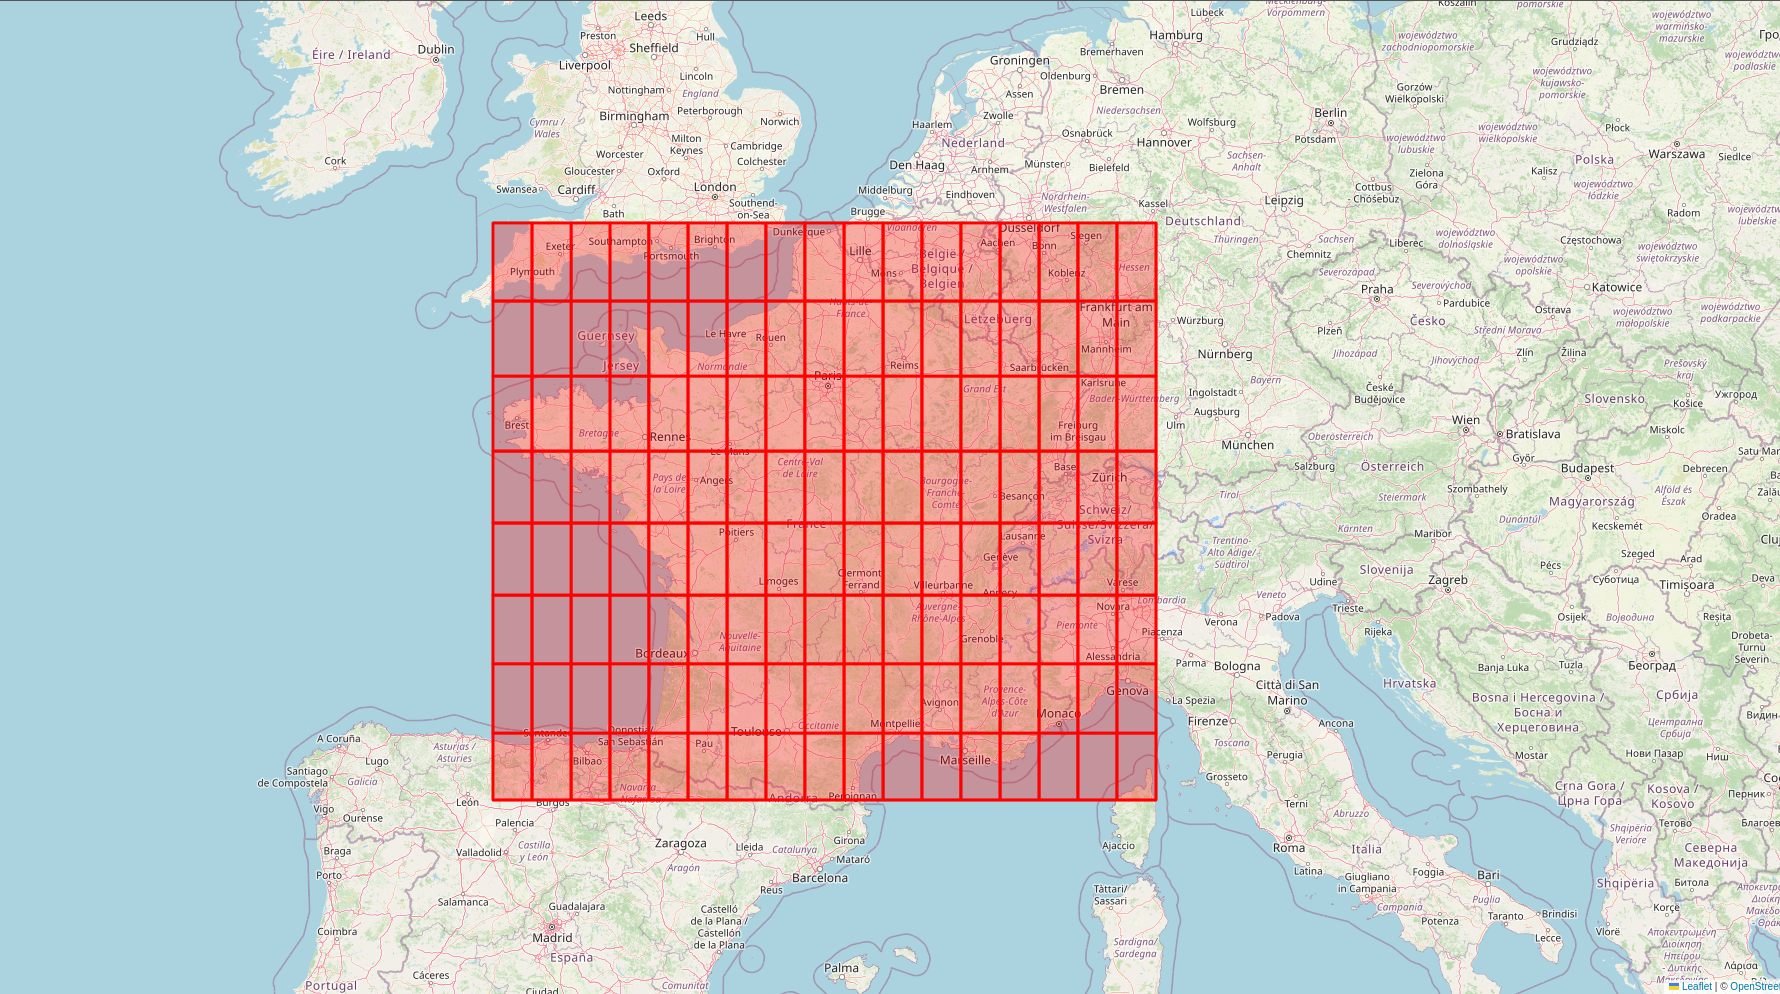 Leeds
Lübeck
Mecklenburg-
Vorpommern
Koszalin
pomorskie
województwo
warmińsko-
mazurskie
Preston
Hull
Hamburg
województwo
zachodniopomorskie
Grudziądz
Éire / Ireland
Dublin
Sheffield
Bremerhaven
Groningen
województwo
podlaskie
Liverpool
Lincoln
Oldenburg
województwo
kujawsko-
pomorskie
Nottingham
England
Assen
Bremen
Gorzów
Wielkopolski
Peterborough
Niedersachsen
Birmingham
Norwich
Haarlem
Zwolle
Wolfsburg
Berlin
Płock
Cymru /
Wales
Milton
Keynes
Cambridge
Nederland
Osnabrück
Hannover
Potsdam
województwo
lubuskie
województwo
wielkopolskie
Warszawa
Siedlce
Cork
Worcester
Colchester
Den Haag
Arnhem
Münster
Bielefeld
Sachsen-
Anhalt
Polska
Gloucester
Oxford
Zielona
Góra
Kalisz
Swansea
Cardiff
London
Middelburg
Eindhoven
Nordrhein-
Westfalen
Kassel
Leipzig
Cottbus
Chóśebuz
województwo
łódzkie
Southend-
on-Sea
Bath
Brugge
Deutschland
Radom
województwo
lubelskie
Dunkerque
Vlaanderen
Düsseldorf
Siegen
Thüringen
Sachsen
Liberec
województwo
dolnośląskie
Częstochowa
Exeter
Southampton
Brighton
Portsmouth
Lille
België /
Belgique /
Belgien
Aachen
Bonn
Chemnitz
województwo
opolskie
województwo
świętokrzyskie
Plymouth
Mons
Koblenz
Hessen
Severozápad
Praha
Severovýchod
Katowice
Hauts-de-
France
Lëtzebuerg
Frankfurt am
Main
Pardubice
Ostrava
województwo
małopolskie
województwo
podkarpackie
Guernsey
Le Havre
Rouen
Würzburg
Plzeň
Česko
Střední Morava
Jersey
Normandie
Reims
Saarbrücken
Mannheim
Nürnberg
Jihozápad
Jihovýchod
Zlín
Žilina
Prešovský
kraj
Paris
Grand Est
Karlsruhe
Baden-Württemberg
Bayern
Ingolstadt
České
Budějovice
Slovensko
Košice
Ужгород
Brest
Bretagne
Rennes
Freiburg
im Breisgau
Augsburg
Ulm
München
Wien
Bratislava
Miskolc
Le Mans
Centre-Val
de Loire
Basel
Zürich
Salzburg
Oberösterreich
Österreich
Győr
Budapest
Debrecen
Satu Mare
Pays de
la Loire
Angers
Bourgogne-
Franche-
Comté
Besançon
Tirol
Steiermark
Szombathely
Magyarország
Alföld és
Észak
Poitiers
France
Schweiz/
Suisse/Svizzera/
Svizra
Lausanne
Kärnten
Dunántúl
Kecskemét
Oradea
Maribor
Trentino-
Alto Adige/
Südtirol
Genève
Limoges
Clermont-
Ferrand
Villeurbanne
Annecy
Varese
Udine
Slovenija
Zagreb
Pécs
Szeged
Arad
Суботица
Timișoara
Deva
Auvergne-
Rhône-Alpes
Novara
Lombardia
Veneto
Trieste
Osijek
Војводина
Reșița
Nouvelle-
Aquitaine
Grenoble
Piemonte
Piacenza
Verona
Padova
Rijeka
Drobeta-
Turnu
Severin
Bordeaux
Alessandria
Parma
Bologna
Banja Luka
Tuzla
Београд
Avignon
Provence-
Alpes-Côte
d'Azur
Genova
La Spezia
Città di San
Marino
Hrvatska
Bosna i Hercegovina /
Босна и
Херцеговина
Србија
Montpellier
Occitanie
Toulouse
Monaco
Firenze
Ancona
Централна
Србија
A Coruña
Santander
Donostia /
San Sebastián
Pau
Toscana
Mostar
Нови Пазар
Ниш
Lugo
Asturias /
Asturies
Bilbao
Marseille
Perugia
Santiago
de Compostela
Galicia
León
Burgos
Navarra -
Nafarroa
Andorra
Perpignan
Grosseto
Crna Gora /
Црна Гора
Kosova /
Kosovo
Перник
Vigo
Ourense
Palencia
Terni
Abruzzo
Тетово
Благоевград
Braga
Valladolid
Castilla
y León
Zaragoza
Lleida
Catalunya
Girona
Mataró
Ajaccio
Roma
Italia
Shqipëria
Veriore
Северна
Македонија
Porto
Aragón
Barcelona
Latina
Giugliano
in Campania
Foggia
Bari
Shqipëria
Битола
Salamanca
Reus
Tàttari/
Sassari
Campania
Puglia
Guadalajara
Castelló
de la Plana /
Castellón
de la Plana
Potenza
Taranto
Brindisi
Korçë
Coimbra
Madrid
España
Sardigna/
Sardegna
Lecce
Vlorë
Αποκεντρωμένη
Διοίκηση
Ηπείρου
- Δυτικής
Μακεδονίας
Cáceres
Palma
Λάρισα
Portugal
Ciudad
Comunitat
Leaflet | © OpenStreet